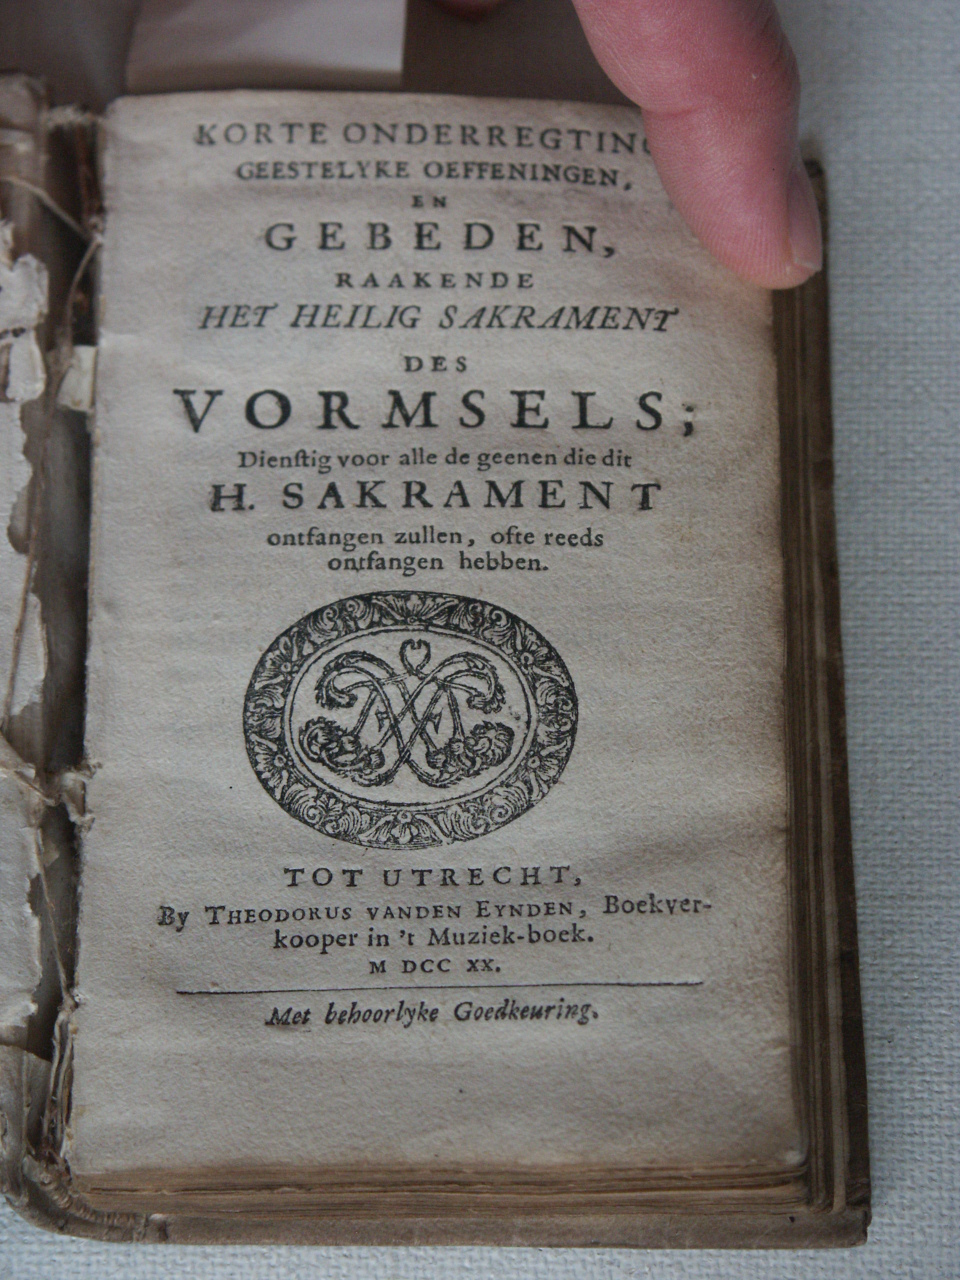 KORTE ONDERREGTING
GEESTELYKE OEFFENINGEN,
EN
GEBEDEN,
RAAKENDE
HET HEILIG SAKRAMENT
DES
VORMSELS;
Dienſtig voor alle de geenen die dit
H. SAKRAMENT
ontfangen zullen, ofte reeds
ontfangen hebben.
TOT UTRECHT,
By THEODORUS VANDEN EYNDEN, Boekver-
kooper in 't Muziek-boek.
M DCC XX.
Met behoorlyke Goedkeuring.